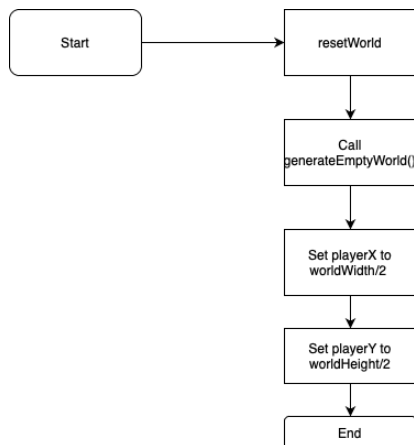 Start
resetWorld
Call
generateEmptyWorld()
Set playerX to
worldWidth/2
Set playerY to
worldHeight/2
End